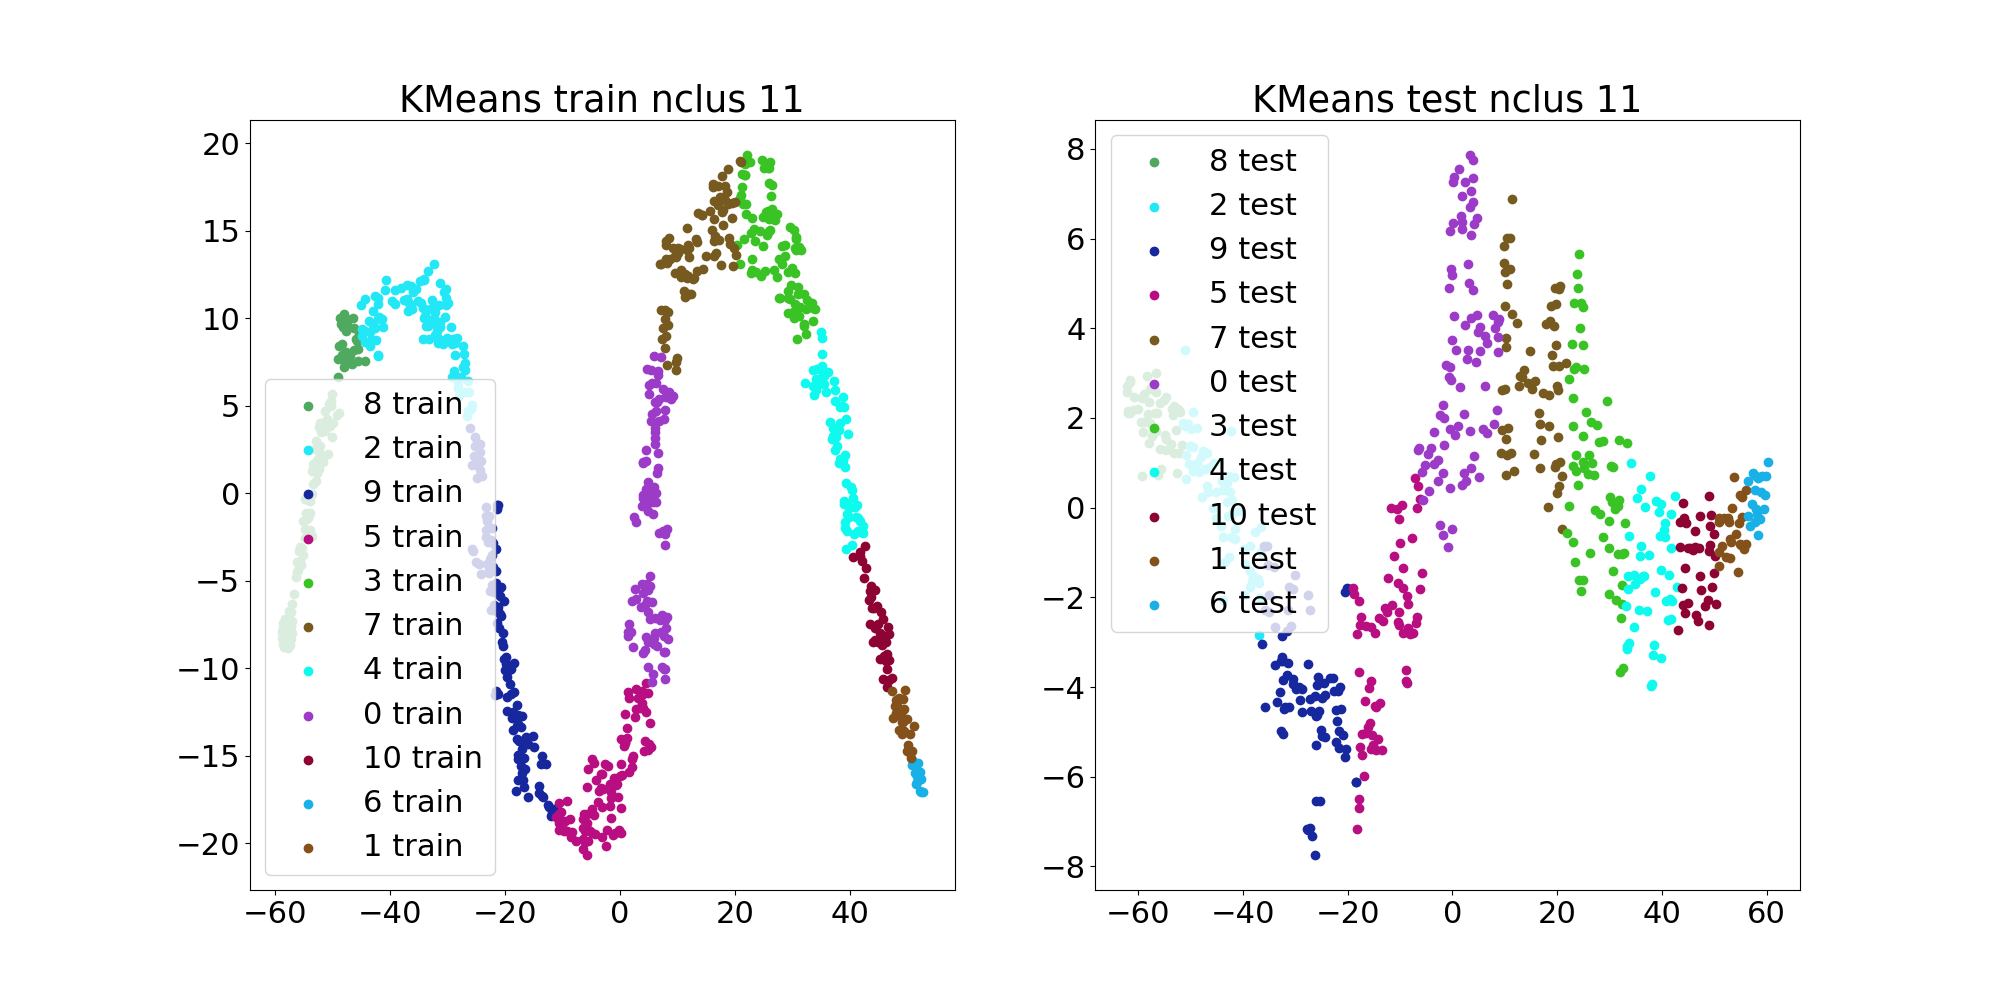 KMeans train nclus 11
20
15
10
5
0
−5
−10
−15
−20
8 train
2 train
9 train
5 train
3 train
7 train
4 train
0 train
10 train
6 train
1 train
−60 −40 −20 0 20 40
KMeans test nclus 11
8
6
4
2
0
−2
−4
−6
−8
8 test
2 test
9 test
5 test
7 test
0 test
3 test
4 test
10 test
1 test
6 test
−60 −40 −20 0 20 40 60